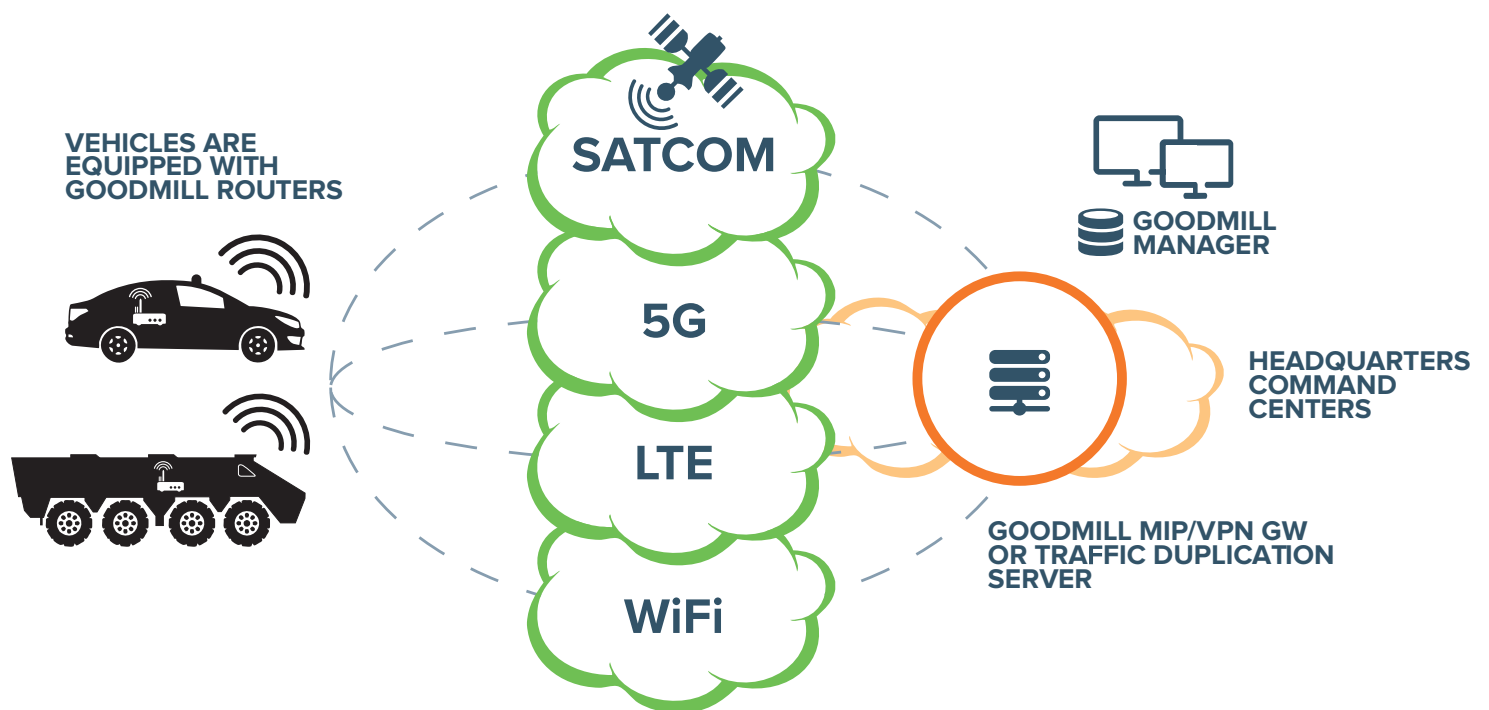 VEHICLES ARE
EQUIPPED WITH
GOODMILL ROUTERS
SATCOM
5G
LTE
WiFi
GOODMILL
MANAGER
HEADQUARTERS
COMMAND
CENTERS
GOODMILL MIP/VPN GW
OR TRAFFIC DUPLICATION
SERVER